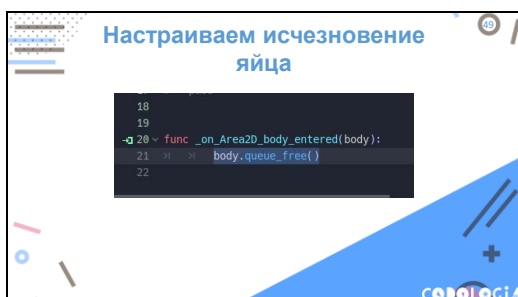 49
Настраиваем исчезновение
яйца
18
19
20 func _on_Area2D_body_entered(body):
21 body.queue_free()
22